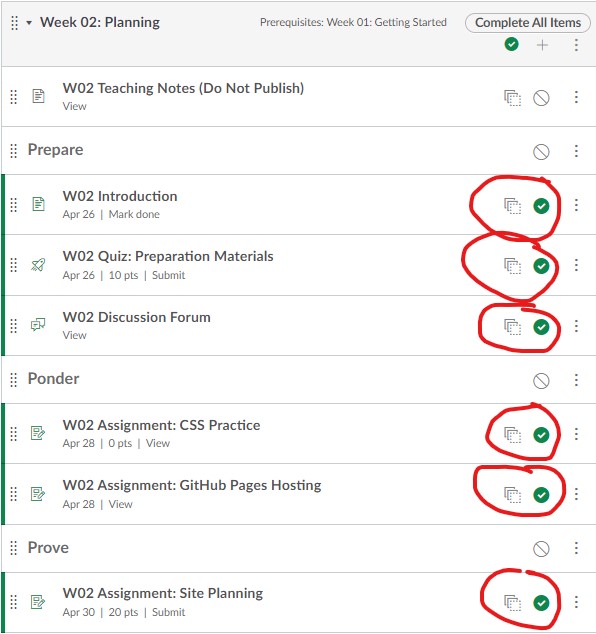 Week 02: Planning Prerequisites: Week 01: Getting Started Complete All Items
W02 Teaching Notes (Do Not Publish)
View
Prepare
W02 Introduction
Apr 26 | Mark done
W02 Quiz: Preparation Materials
Apr 26 | 10 pts | Submit
W02 Discussion Forum
View
Ponder
W02 Assignment: CSS Practice
Apr 28 | 0 pts | View
W02 Assignment: GitHub Pages Hosting
Apr 28 | View
Prove
W02 Assignment: Site Planning
Apr 30 | 20 pts | Submit